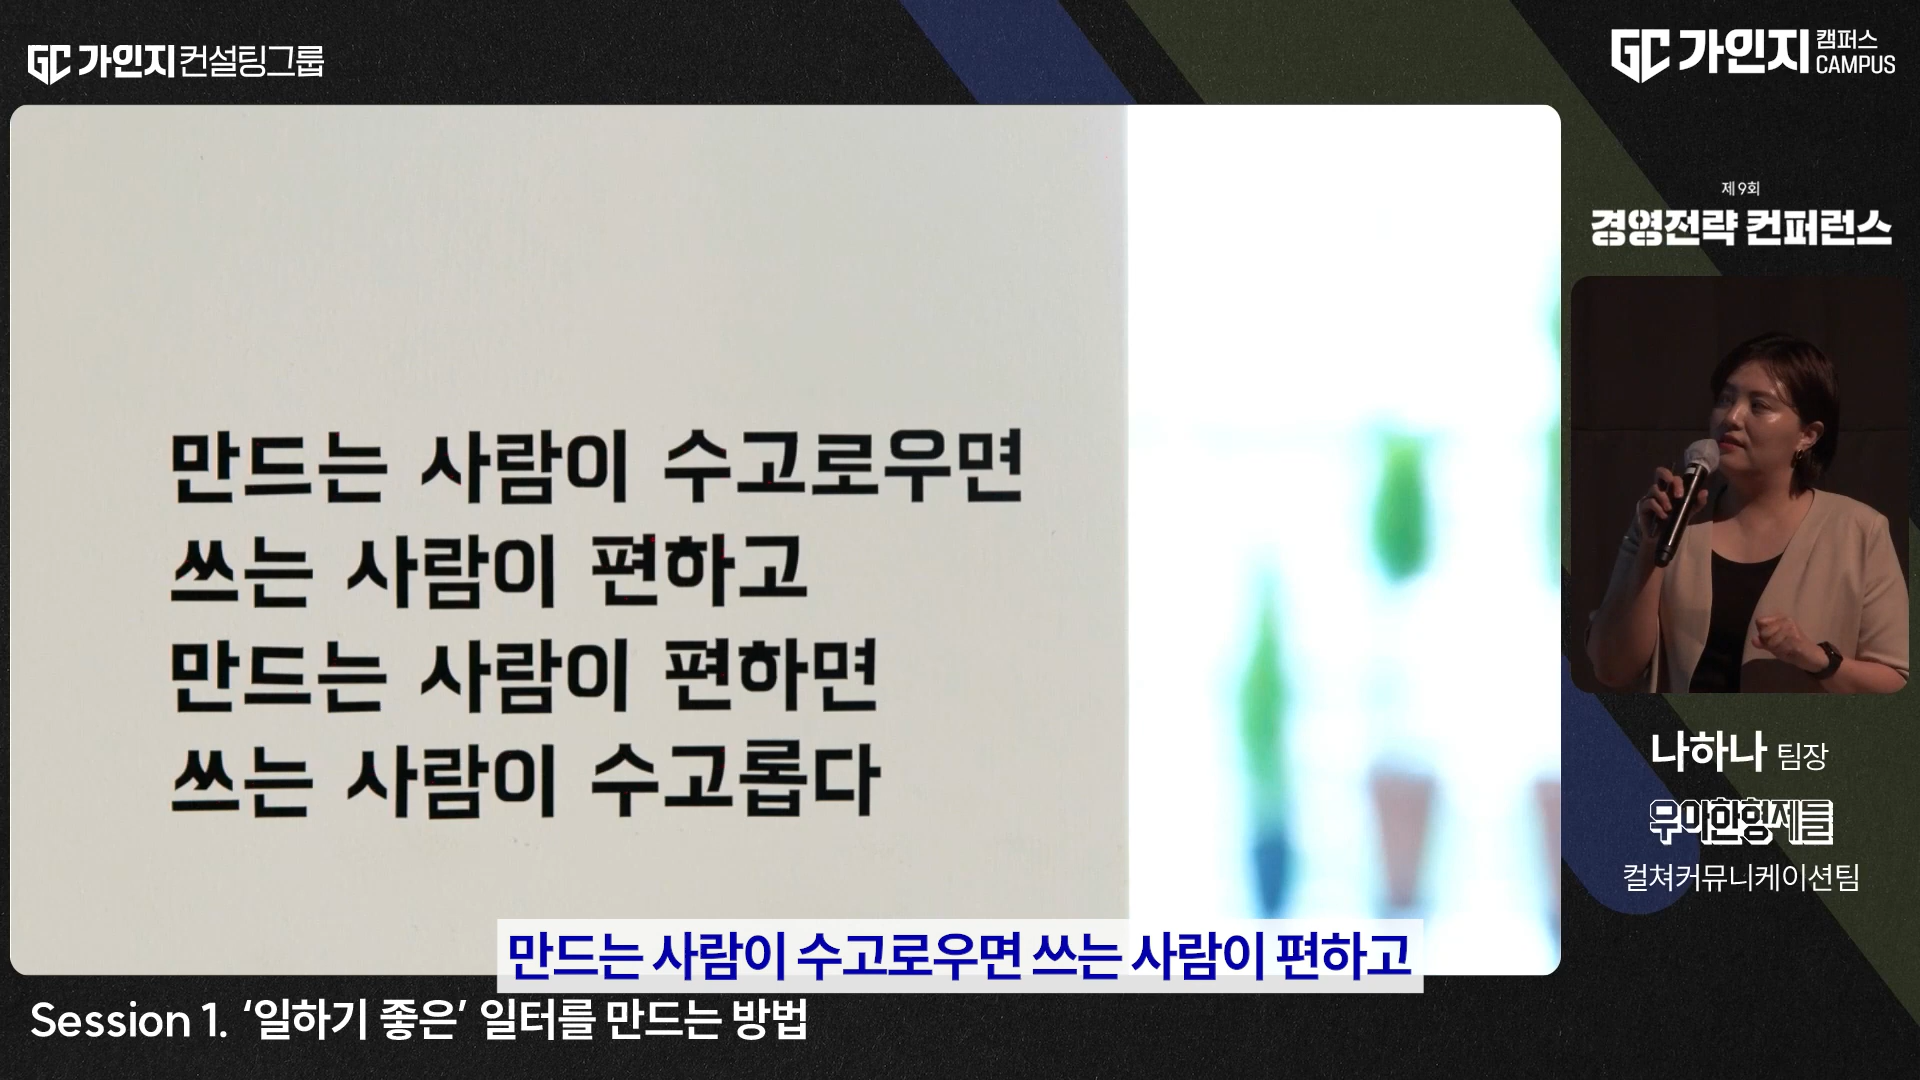 GC 가인지컨설팅그룹
GC 가인지 캠퍼스 CAMPUS
제9회
경영전략 컨퍼런스
만드는 사람이 수고로우면
쓰는 사람이 편하고
만드는 사람이 편하면
쓰는 사람이 수고롭다
나하나 팀장
우아한형제들
컬쳐커뮤니케이션팀
만드는 사람이 수고로우면 쓰는 사람이 편하고
Session 1. ‘일하기 좋은’ 일터를 만드는 방법